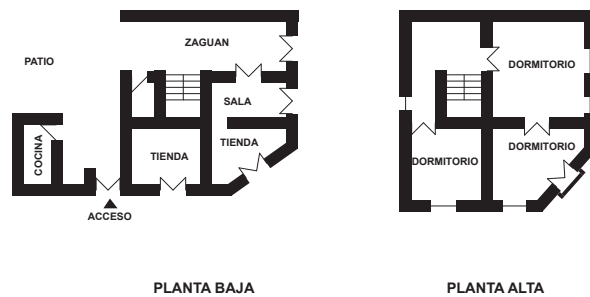 ZAGUAN
PATIO
SALA
COCINA
TIENDA
TIENDA
ACCESO
PLANTA BAJA
DORMITORIO
DORMITORIO
DORMITORIO
PLANTA ALTA